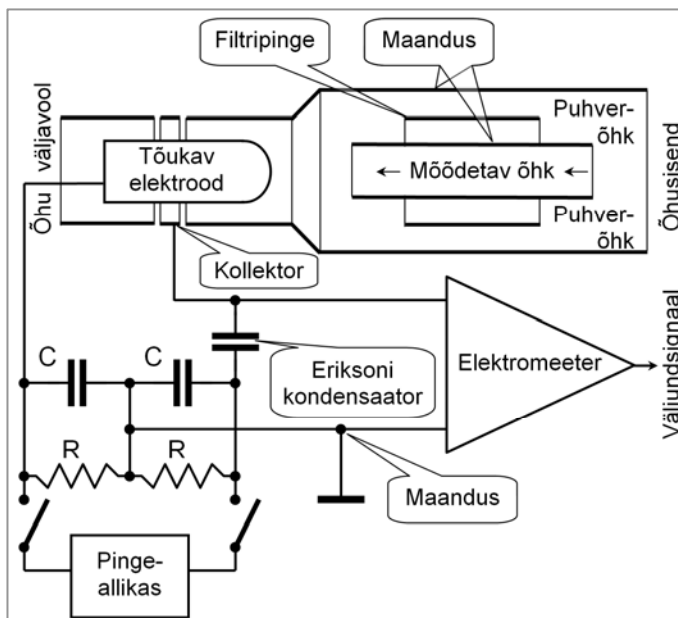 Filtripinge
Maandus
Õhu väljavool
Tõukav
elektrood
Puhver-
õhk
← Mõõdetav õhk ←
Puhver-
õhk
Õhusisend
Kollektor
C
C
Eriksoni
kondensaator
Elektromeeter
Väljundsignaal
R
R
Maandus
Pinge-
allikas